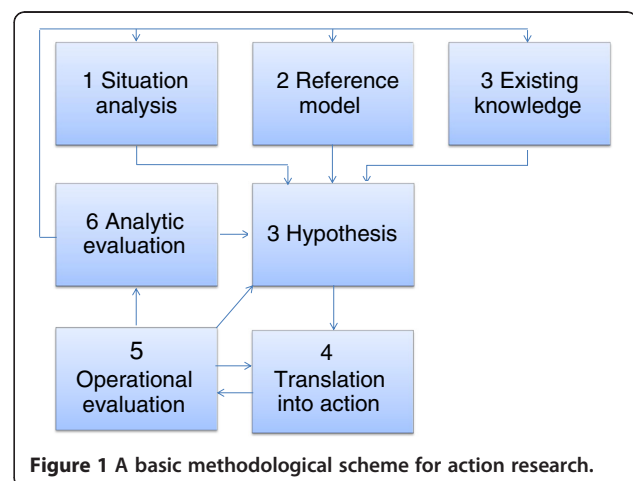 1 Situation
analysis
2 Reference
model
3 Existing
knowledge
6 Analytic
evaluation
3 Hypothesis
5
Operational
evaluation
4
Translation
into action
Figure 1 A basic methodological scheme for action research.